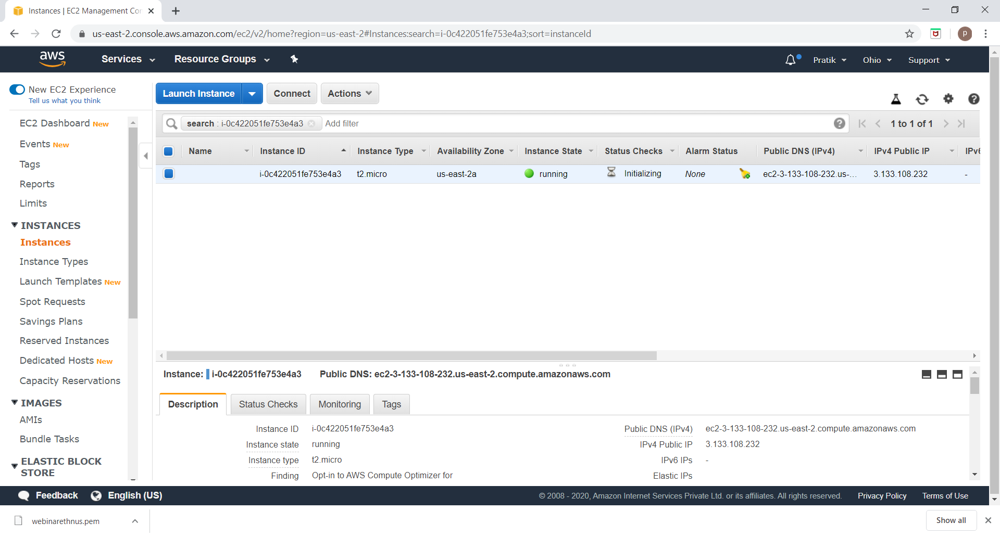 Instances | EC2 Management Con
us-east-2.console.aws.amazon.com/ec2/v2/home?region=us-east-2#Instances:search=i-0c422051fe753e4a3;sort=instanceId
P
aws
Services
Resource Groups
Pratik
Ohio
Support
New EC2 Experience
Tell us what you think
EC2 Dashboard New
Events New
Tags
Reports
Limits
INSTANCES
Instances
Instance Types
Launch Templates New
Spot Requests
Savings Plans
Reserved Instances
Dedicated Hosts New
Capacity Reservations
IMAGES
AMIs
Bundle Tasks
ELASTIC BLOCK
STORE
Launch Instance
Connect
Actions
search : i-0c422051fe753e4a3
Add filter
1 to 1 of 1
Name Instance ID Instance Type Availability Zone Instance State Status Checks Alarm Status Public DNS (IPv4) IPv4 Public IP IPv6
i-0c422051fe753e4a3 t2.micro us-east-2a running Initializing None ec2-3-133-108-232.us-... 3.133.108.232 -
Instance: i-0c422051fe753e4a3 Public DNS: ec2-3-133-108-232.us-east-2.compute.amazonaws.com
Description Status Checks Monitoring Tags
Instance ID i-0c422051fe753e4a3
Instance state running
Instance type t2.micro
Finding Opt-in to AWS Compute Optimizer for
Public DNS (IPv4) ec2-3-133-108-232.us-east-2.compute.amazonaws.com
IPv4 Public IP 3.133.108.232
IPv6 IPs -
Elastic IPs
Feedback
English (US)
© 2008 - 2020, Amazon Internet Services Private Ltd. or its affiliates. All rights reserved.
Privacy Policy
Terms of Use
webinarethnus.pem
Show all